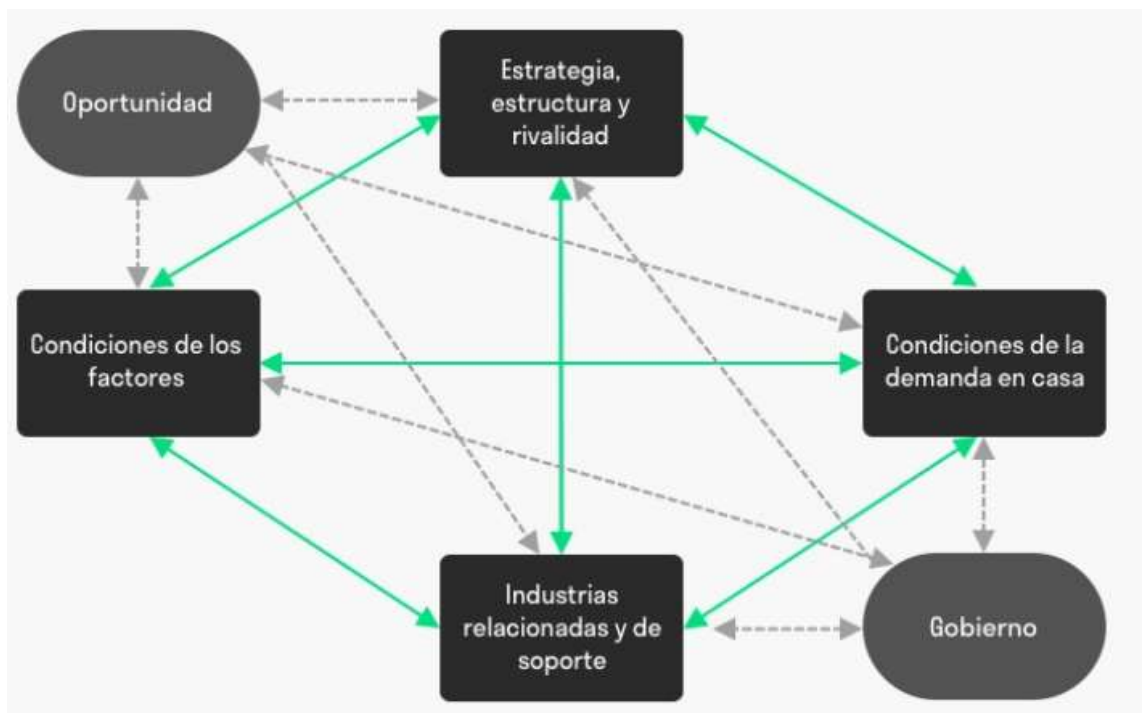 Oportunidad
Estrategia,
estructura y
rivalidad
Condiciones de los
factores
Condiciones de la
demanda en casa
Industrias
relacionadas y de
soporte
Gobierno